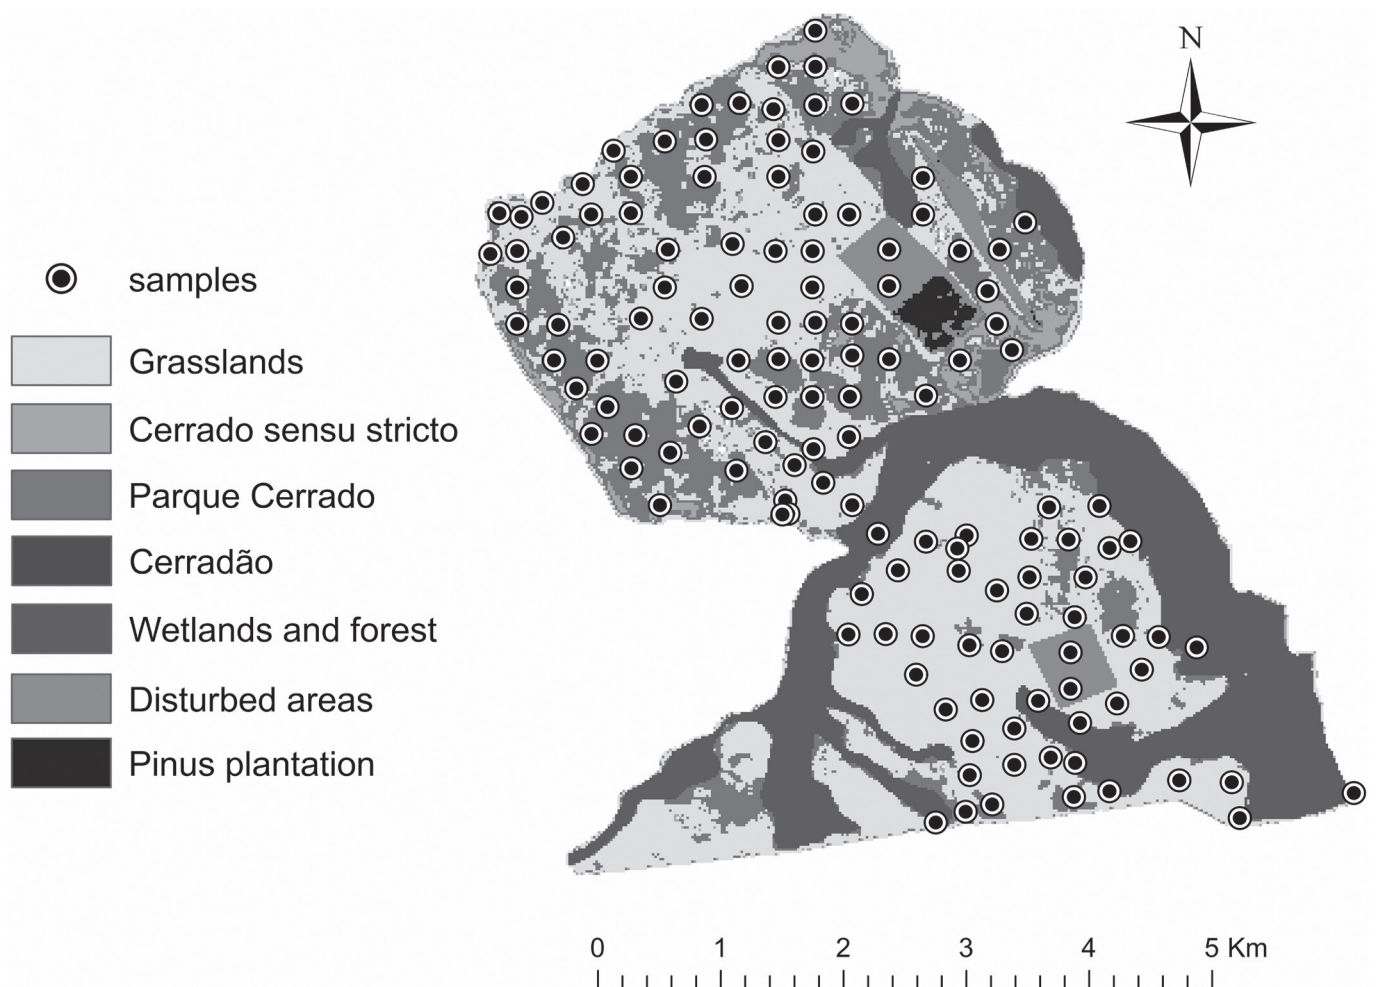 N
samples
Grasslands
Cerrado sensu stricto
Parque Cerrado
Cerradão
Wetlands and forest
Disturbed areas
Pinus plantation
0 1 2 3 4 5 Km